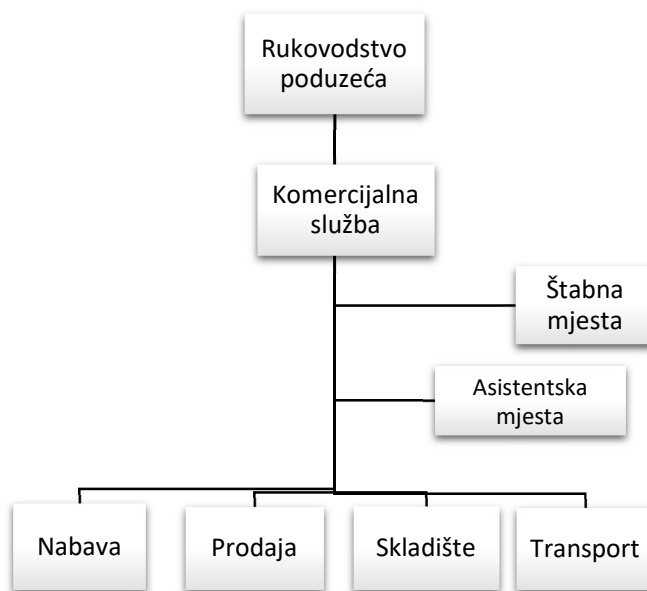 Rukovodstvo
poduzeća
Komercijalna
služba
Štabna
mjesta
Asistentska
mjesta
Nabava
Prodaja
Skladište
Transport